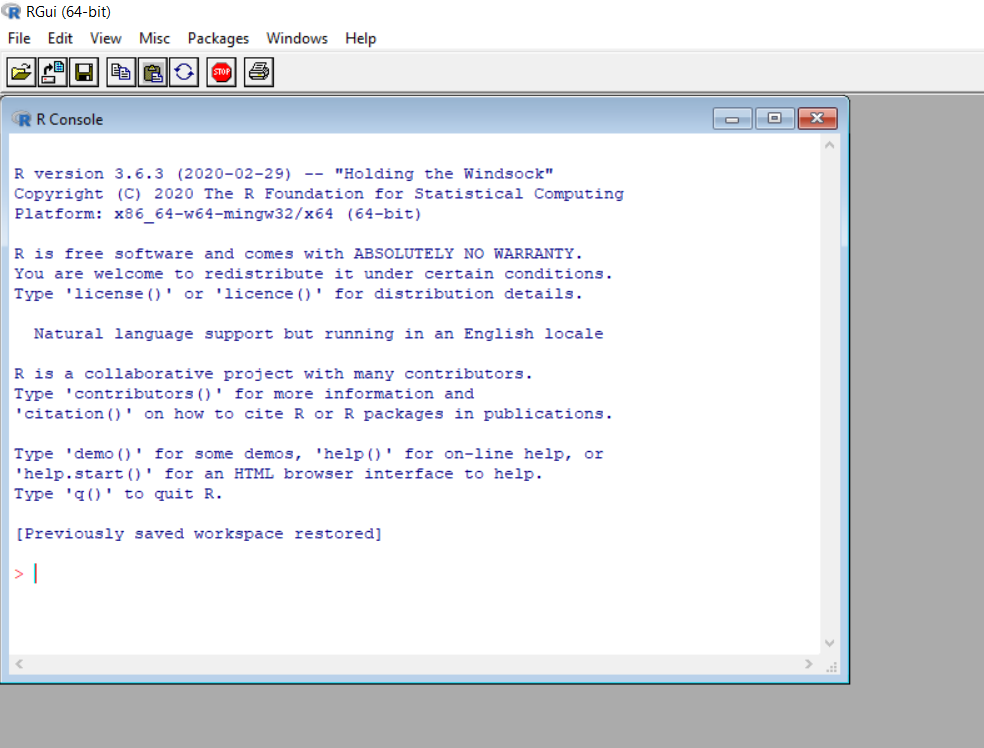 RGui (64-bit)
File Edit View Misc Packages Windows Help
STOP
R Console
R version 3.6.3 (2020-02-29) -- "Holding the Windsock"
Copyright (C) 2020 The R Foundation for Statistical Computing
Platform: x86_64-w64-mingw32/x64 (64-bit)
R is free software and comes with ABSOLUTELY NO WARRANTY.
You are welcome to redistribute it under certain conditions.
Type 'license()' or 'licence()' for distribution details.
Natural language support but running in an English locale
R is a collaborative project with many contributors.
Type 'contributors()' for more information and
'citation()' on how to cite R or R packages in publications.
Type 'demo()' for some demos, 'help()' for on-line help, or
'help.start()' for an HTML browser interface to help.
Type 'q()' to quit R.
[Previously saved workspace restored]
>